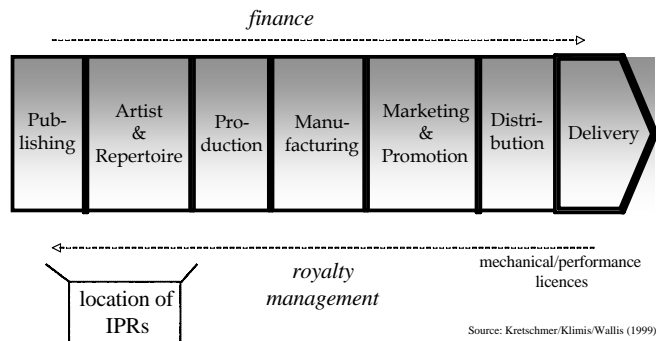 finance
Pub-
lishing
Artist
&
Repertoire
Pro-
duction
Manu-
facturing
Marketing
&
Promotion
Distri-
bution
Delivery
royalty
management
mechanical/performance
licences
location of
IPRs
Source: Kretschmer/Klimis/Wallis (1999)